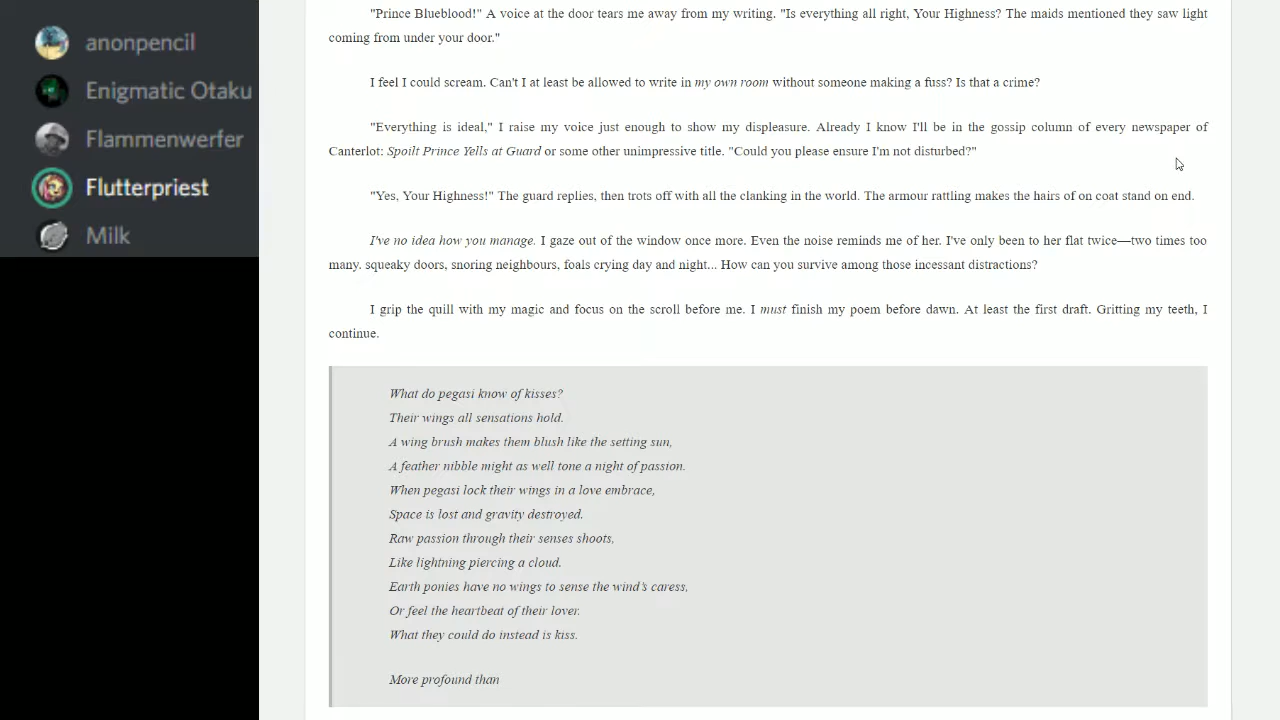 anonpencil
Enigmatic Otaku
Flammenwerfer
Flutterpriest
Milk
"Prince Blueblood!" A voice at the door tears me away from my writing. "Is everything all right, Your Highness? The maids mentioned they saw light
coming from under your door."
I feel I could scream. Can't I at least be allowed to write in my own room without someone making a fuss? Is that a crime?
"Everything is ideal," I raise my voice just enough to show my displeasure. Already I know I'll be in the gossip column of every newspaper of
Canterlot: Spoilt Prince Yells at Guard or some other unimpressive title. "Could you please ensure I'm not disturbed?"
"Yes, Your Highness!" The guard replies, then trots off with all the clanking in the world. The armour rattling makes the hairs of on coat stand on end.
I've no idea how you manage. I gaze out of the window once more. Even the noise reminds me of her. I've only been to her flat twice—two times too
many. squeaky doors, snoring neighbours, foals crying day and night... How can you survive among those incessant distractions?
I grip the quill with my magic and focus on the scroll before me. I must finish my poem before dawn. At least the first draft. Gritting my teeth, I
continue.
What do pegasi know of kisses?
Their wings all sensations hold.
A wing brush makes them blush like the setting sun,
A feather nibble might as well tone a night of passion.
When pegasi lock their wings in a love embrace,
Space is lost and gravity destroyed.
Raw passion through their senses shoots,
Like lightning piercing a cloud.
Earth ponies have no wings to sense the wind's caress,
Or feel the heartbeat of their lover.
What they could do instead is kiss.
More profound than